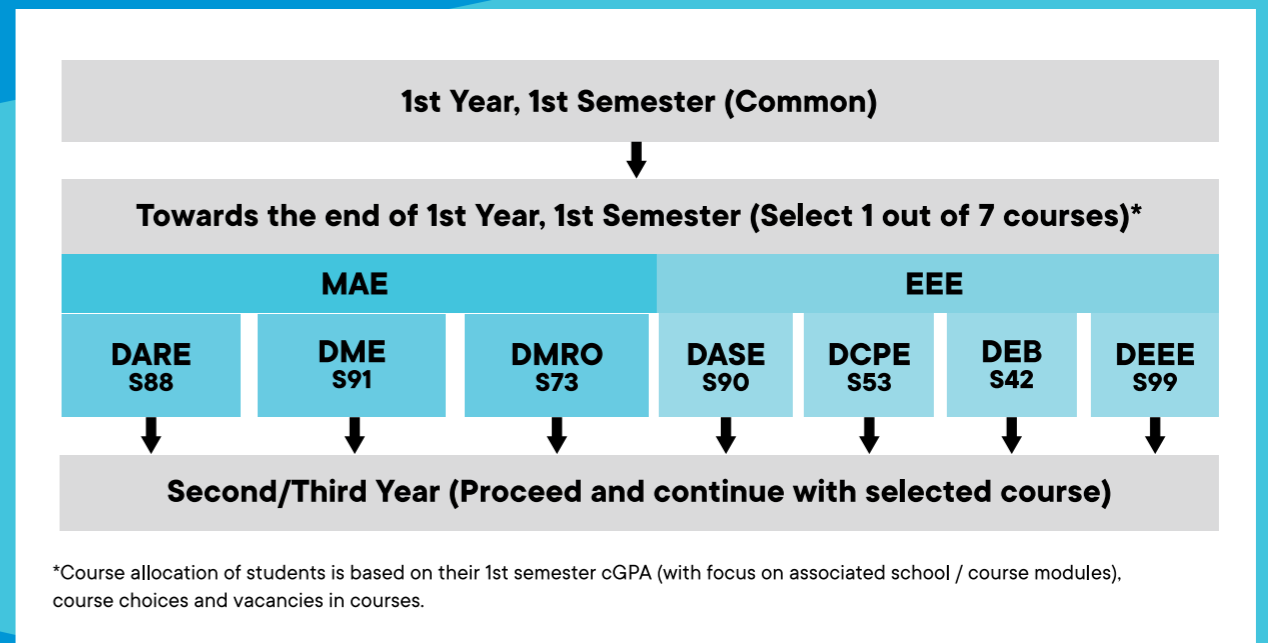 1st Year, 1st Semester (Common)
Towards the end of 1st Year, 1st Semester (Select 1 out of 7 courses)*
MAE
EEE
DARE
S88
DME
S91
DMRO
S73
DASE
S90
DCPE
S53
DEB
S42
DEEE
S99
Second/Third Year (Proceed and continue with selected course)
*Course allocation of students is based on their 1st semester cGPA (with focus on associated school / course modules),
course choices and vacancies in courses.